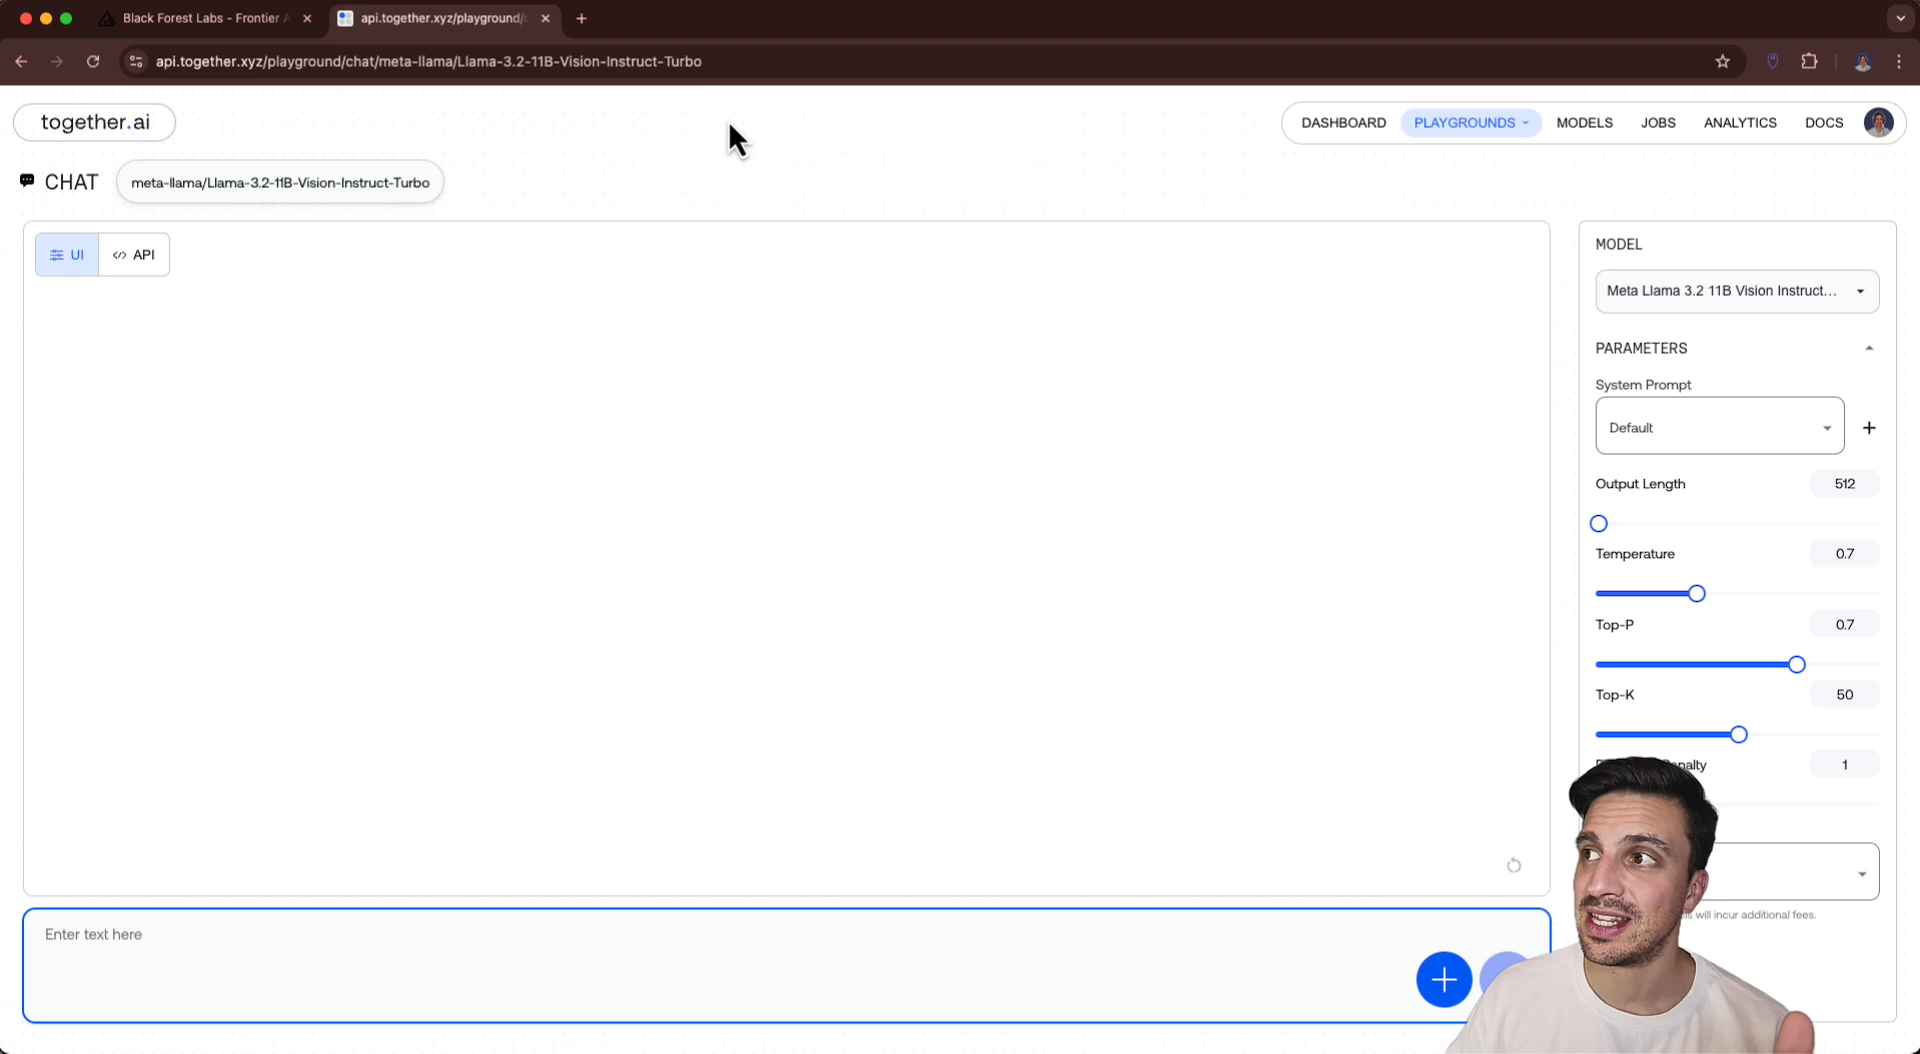 Black Forest Labs - Frontier A
api.together.xyz/playground/c
api.together.xyz/playground/chat/meta-llama/Llama-3.2-11B-Vision-Instruct-Turbo
together.ai
DASHBOARD PLAYGROUNDS MODELS JOBS ANALYTICS DOCS
CHAT meta-llama/Llama-3.2-11B-Vision-Instruct-Turbo
UI API
Enter text here
MODEL
Meta Llama 3.2 11B Vision Instruct...
PARAMETERS
System Prompt
Default
Output Length 512
Temperature 0.7
Top-P 0.7
Top-K 50
1
will incur additional fees.